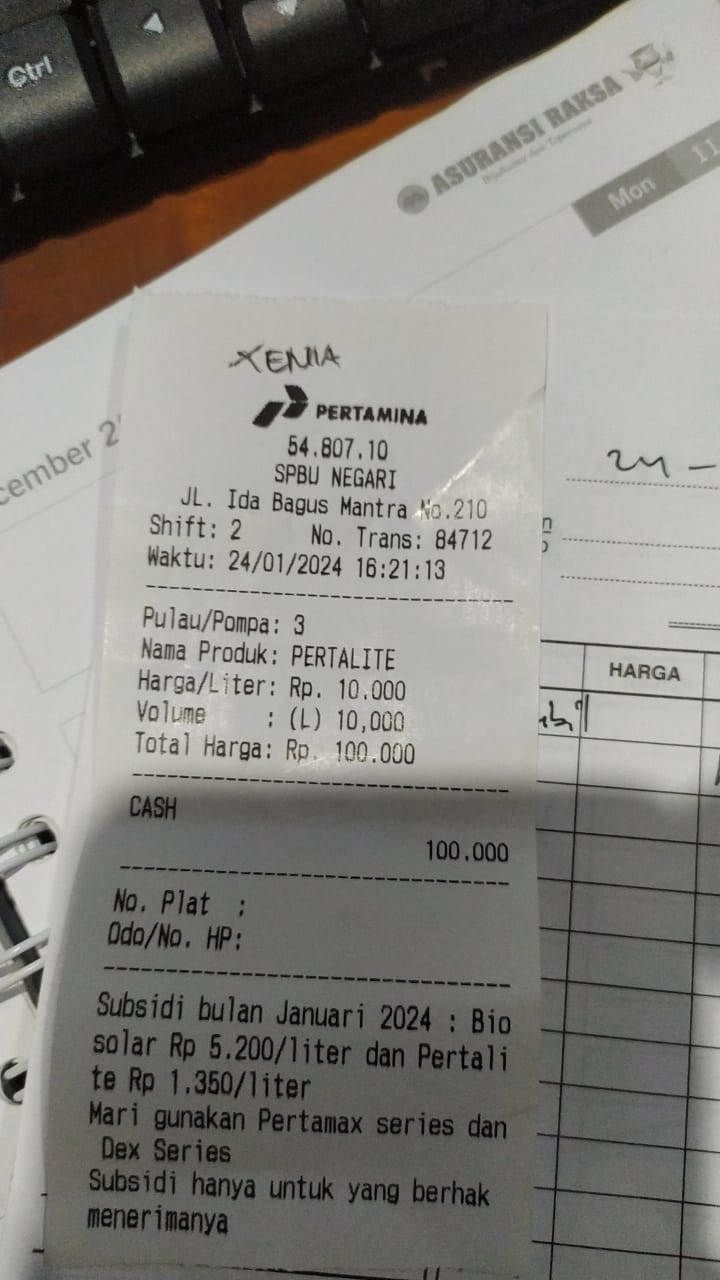 Ctrl
ASURANSI RAKSA
Mon 11
cember 2
XENIA
PERTAMINA
54.807.10
SPBU NEGARI
JL. Ida Bagus Mantra No.210
Shift: 2 No. Trans: 84712
Waktu: 24/01/2024 16:21:13
Pulau/Pompa: 3
Nama Produk: PERTALITE
Harga/Liter: Rp. 10.000
Volume : (L) 10,000
Total Harga: Rp. 100.000
CASH
100.000
No. Plat :
Odo/No. HP:
Subsidi bulan Januari 2024 : Bio
solar Rp 5.200/liter dan Pertali
te Rp 1.350/liter
Mari gunakan Pertamax series dan
Dex Series
Subsidi hanya untuk yang berhak
menerimanya
24 -
HARGA